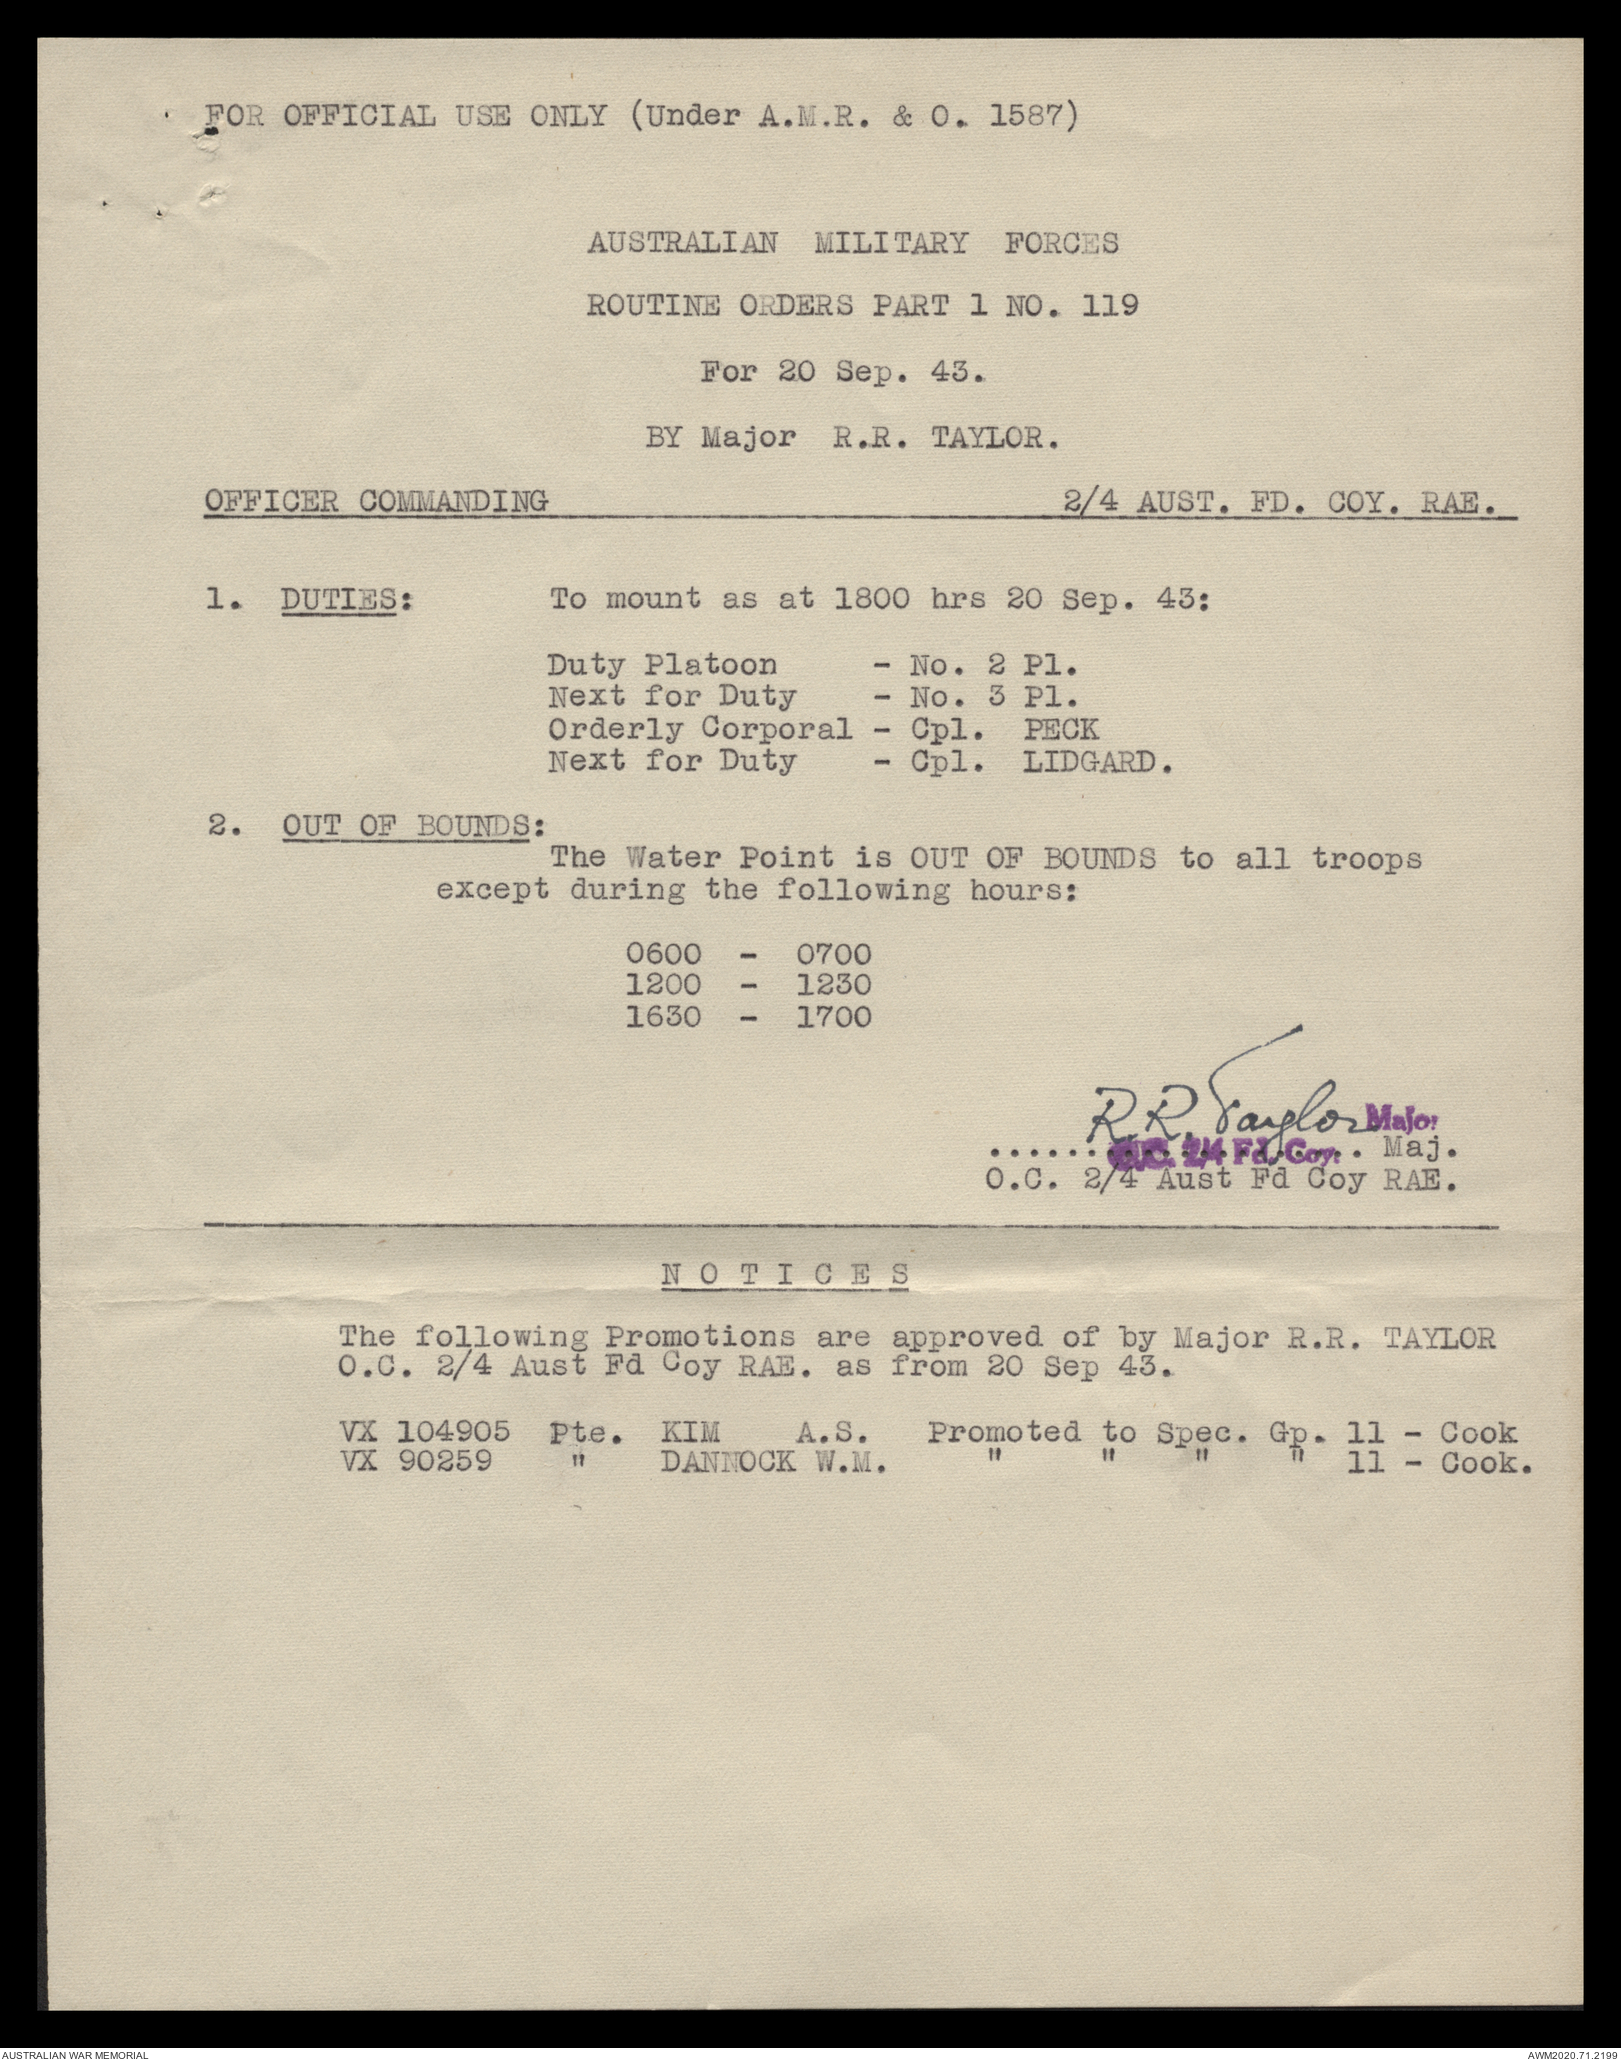 FOR OFFICIAL USE ONLY (Under A.M.R. & O. 1587)
AUSTRALIAN MILITARY FORCES
ROUTINE ORDERS PART 1 NO. 119
For 20 Sep. 43.
BY Major R.R. TAYLOR.
OFFICER COMMANDING 2/4 AUST. FD. COY. RAE.
1. DUTIES: To mount as at 1800 hrs 20 Sep. 43:
Duty Platoon - No. 2 Pl.
Next for Duty - No. 3 Pl.
Orderly Corporal - Cpl. PECK
Next for Duty - Cpl. LIDGARD.
2. OUT OF BOUNDS:
The Water Point is OUT OF BOUNDS to all troops
except during the following hours:
0600 - 0700
1200 - 1230
1630 - 1700
R.R. Taylor Major
O.C. 2/4 Fd. Coy.
.................... Maj.
O.C. 2/4 Aust Fd Coy RAE.
N O T I C E S
The following Promotions are approved of by Major R.R. TAYLOR
O.C. 2/4 Aust Fd Coy RAE. as from 20 Sep 43.
VX 104905 Pte. KIM A.S. Promoted to Spec. Gp. 11 - Cook
VX 90259 " DANNOCK W.M. " " " " 11 - Cook.
AUSTRALIAN WAR MEMORIAL AWM2020.71.2199